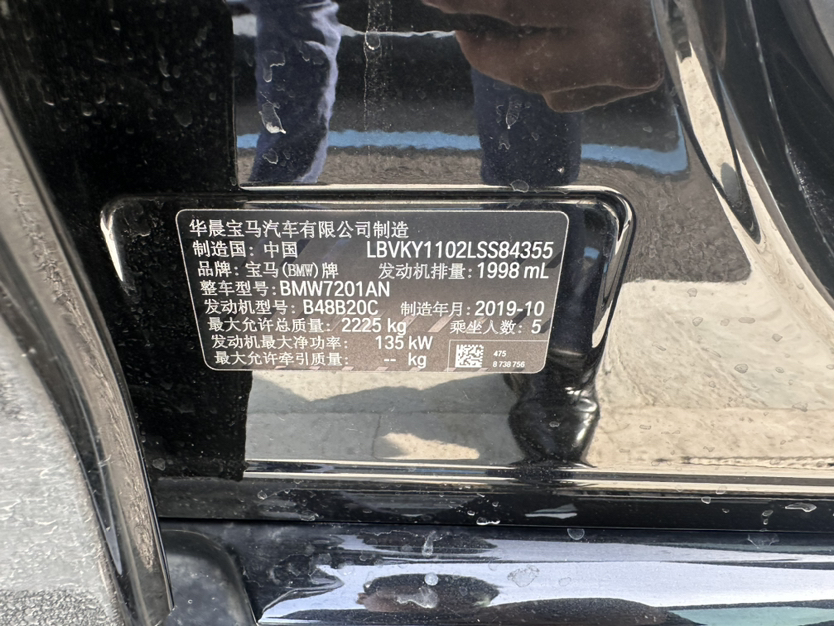 华晨宝马汽车有限公司制造
制造国：中国 LBVKY1102LSS84355
品牌：宝马(BMW)牌 发动机排量：1998 mL
整车型号：BMW7201AN
发动机型号：B48B20C 制造年月：2019-10
最大允许总质量：2225 kg 乘坐人数：5
发动机最大净功率：135 kW
最大允许牵引质量：-- kg
475
8 738 756